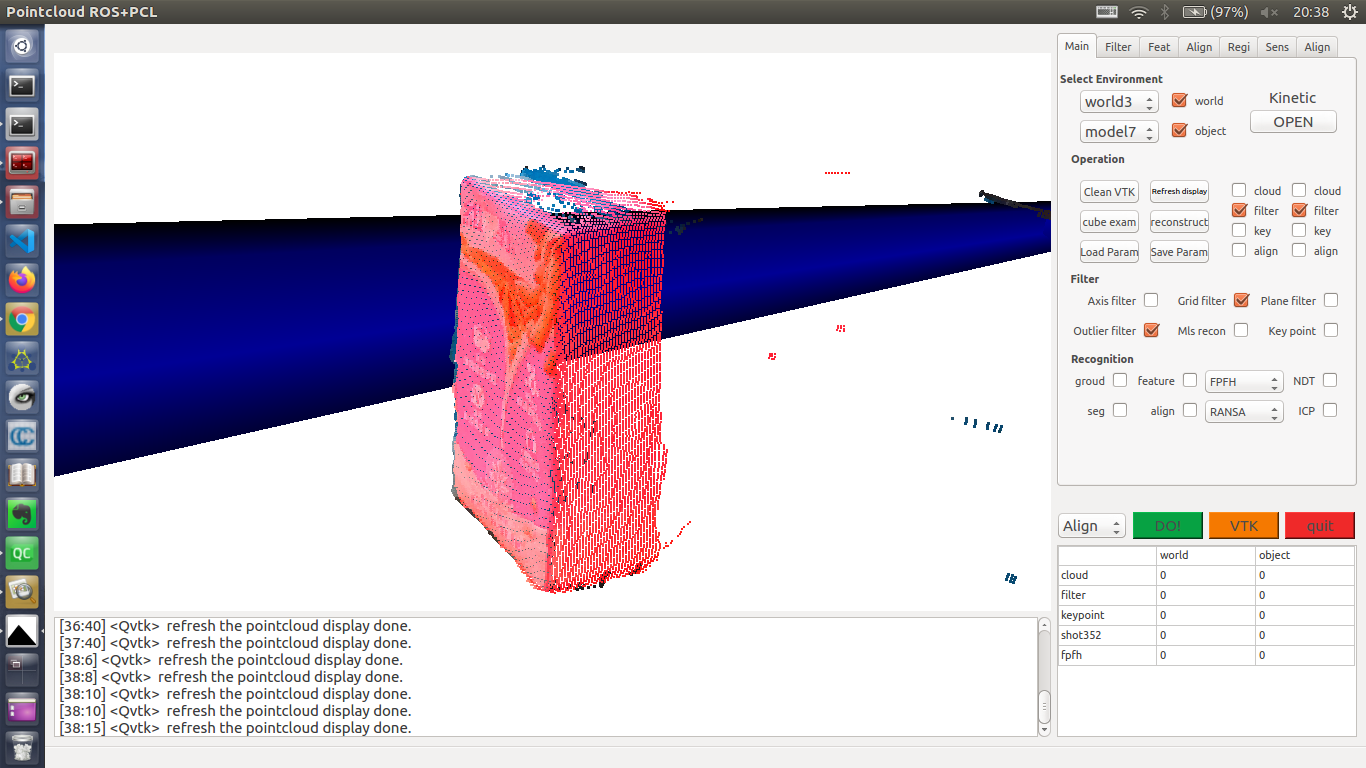 Pointcloud ROS+PCL
(97%) 20:38
Main Filter Feat Align Regi Sens Align
Select Environment
world3 world Kinetic
model7 object OPEN
Operation
Clean VTK Refresh display cloud cloud
filter filter
cube exam reconstruct key key
Load Param Save Param align align
Filter
Axis filter Grid filter Plane filter
Outlier filter Mls recon Key point
Recognition
groud feature FPFH NDT
seg align RANSA ICP
Align DO! VTK quit
world object
cloud 0 0
filter 0 0
keypoint 0 0
shot352 0 0
fpfh 0 0
[36:40] <Qvtk> refresh the pointcloud display done.
[37:40] <Qvtk> refresh the pointcloud display done.
[38:6] <Qvtk> refresh the pointcloud display done.
[38:8] <Qvtk> refresh the pointcloud display done.
[38:10] <Qvtk> refresh the pointcloud display done.
[38:10] <Qvtk> refresh the pointcloud display done.
[38:15] <Qvtk> refresh the pointcloud display done.
QC